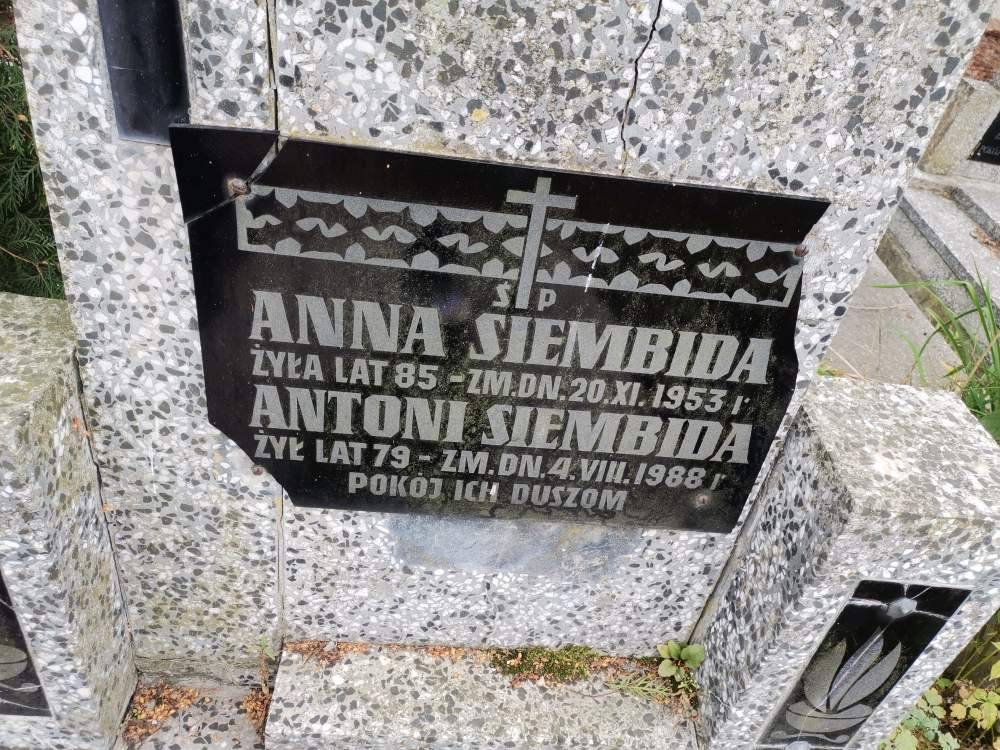 Ś P
ANNA SIEMBIDA
ŻYŁA LAT 85 - ZM. DN. 20. XI. 1953 r
ANTONI SIEMBIDA
ŻYŁ LAT 79 - ZM. DN. 4. VIII. 1988 r
POKÓJ ICH DUSZOM